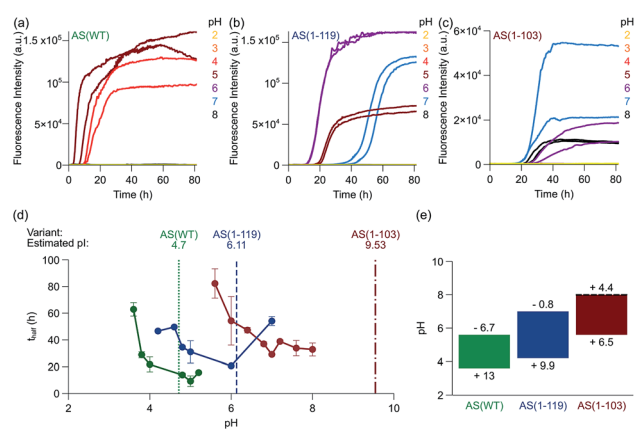 (a)
AS(WT)
pH
2
3
4
5
6
7
8
Fluorescence Intensity (a.u.)
1.5×10⁵
10⁵
5×10⁴
0
0 20 40 60 80
Time (h)
(b)
AS(1-119)
pH
2
3
4
5
6
7
8
Fluorescence Intensity (a.u.)
1.5×10⁵
10⁵
5×10⁴
0
0 20 40 60 80
Time (h)
(c)
AS(1-103)
pH
2
3
4
5
6
7
8
Fluorescence Intensity (a.u.)
6×10⁴
4×10⁴
2×10⁴
0
0 20 40 60 80
Time (h)
(d)
Variant: AS(WT) AS(1-119) AS(1-103)
Estimated pI: 4.7 6.11 9.53
t_half (h)
100
80
60
40
20
0
2 4 6 8 10
pH
(e)
pH
10
8
6
4
2
- 6.7
+ 13
- 0.8
+ 9.9
+ 4.4
+ 6.5
AS(WT) AS(1-119) AS(1-103)